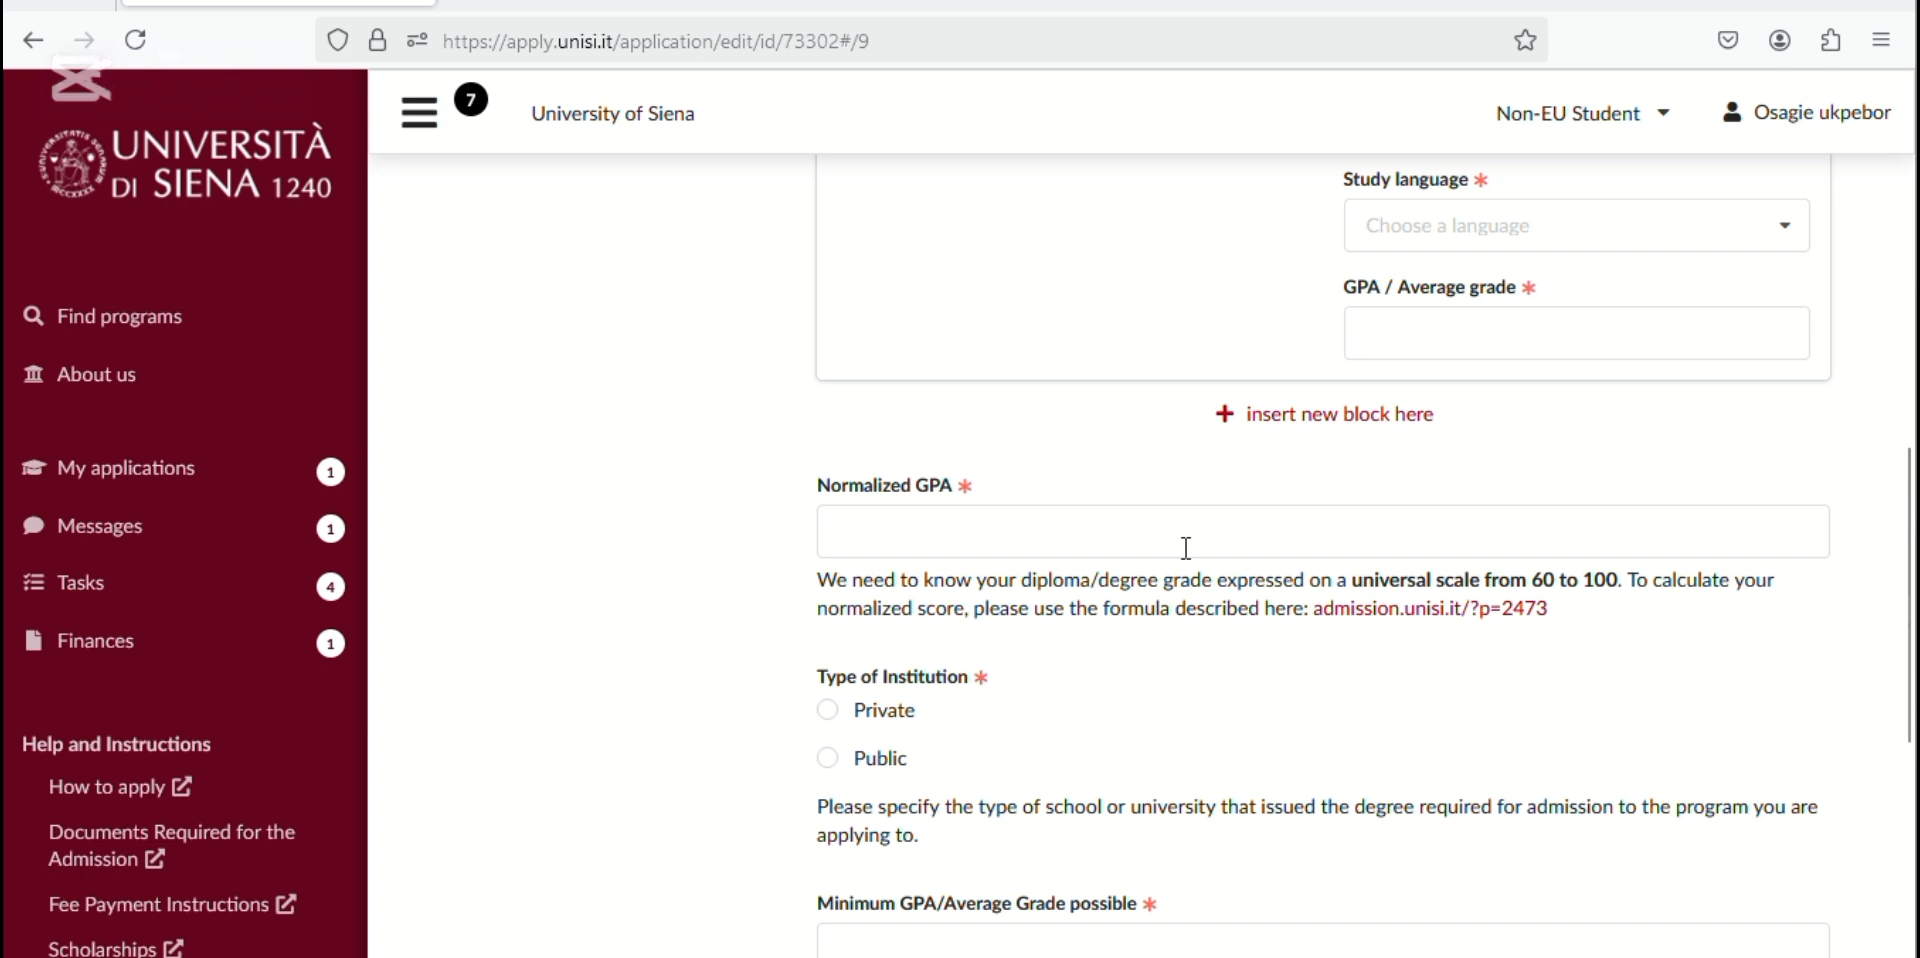 https://apply.unisi.it/application/edit/id/73302#/9
UNIVERSITÀ
DI SIENA 1240
7
University of Siena
Non-EU Student
Osagie ukpebor
Find programs
About us
My applications 1
Messages 1
Tasks 4
Finances 1
Help and Instructions
How to apply
Documents Required for the
Admission
Fee Payment Instructions
Scholarships
Study language *
Choose a language
GPA / Average grade *
+ insert new block here
Normalized GPA *
We need to know your diploma/degree grade expressed on a universal scale from 60 to 100. To calculate your
normalized score, please use the formula described here: admission.unisi.it/?p=2473
Type of Institution *
Private
Public
Please specify the type of school or university that issued the degree required for admission to the program you are
applying to.
Minimum GPA/Average Grade possible *